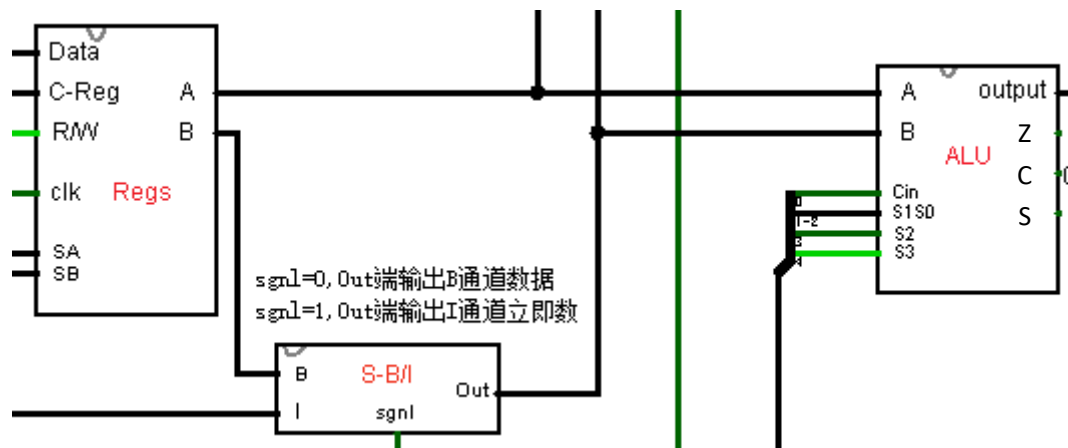 Data
C-Reg
A
R/W
B
clk
Regs
SA
SB
sgnl=0,Out端输出B通道数据
sgnl=1,Out端输出I通道立即数
B
S-B/I
Out
I
sgnl
A
output
B
Z
ALU
C
Cin
S1S0
S
S2
S3
0
1-2
3
4